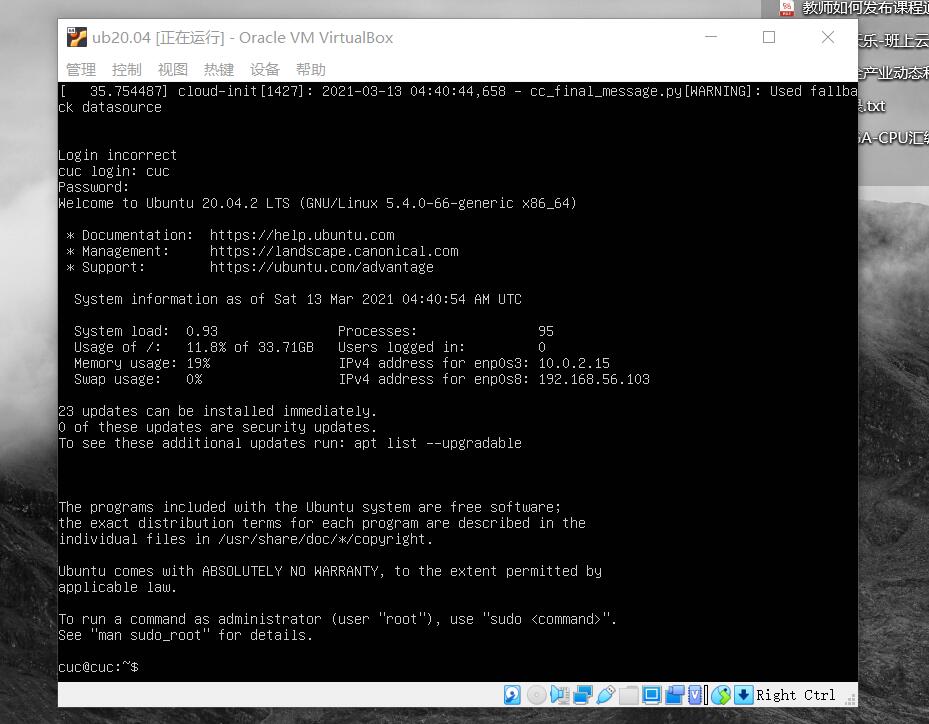 教师如何发布课程通
ub20.04 [正在运行] - Oracle VM VirtualBox
乐-班上云
管理 控制 视图 热键 设备 帮助
产业动态和
[   35.754487] cloud-init[1427]: 2021-03-13 04:40:44,658 - cc_final_message.py[WARNING]: Used fallba
ck datasource
.txt
GA-CPU汇编
Login incorrect
cuc login: cuc
Password:
Welcome to Ubuntu 20.04.2 LTS (GNU/Linux 5.4.0-66-generic x86_64)
* Documentation:  https://help.ubuntu.com
* Management:     https://landscape.canonical.com
* Support:        https://ubuntu.com/advantage
System information as of Sat 13 Mar 2021 04:40:54 AM UTC
System load:  0.93               Processes:               95
Usage of /:   11.8% of 33.71GB   Users logged in:         0
Memory usage: 19%                IPv4 address for enp0s3: 10.0.2.15
Swap usage:   0%                 IPv4 address for enp0s8: 192.168.56.103
23 updates can be installed immediately.
0 of these updates are security updates.
To see these additional updates run: apt list --upgradable
The programs included with the Ubuntu system are free software;
the exact distribution terms for each program are described in the
individual files in /usr/share/doc/*/copyright.
Ubuntu comes with ABSOLUTELY NO WARRANTY, to the extent permitted by
applicable law.
To run a command as administrator (user "root"), use "sudo <command>".
See "man sudo_root" for details.
cuc@cuc:~$
Right Ctrl